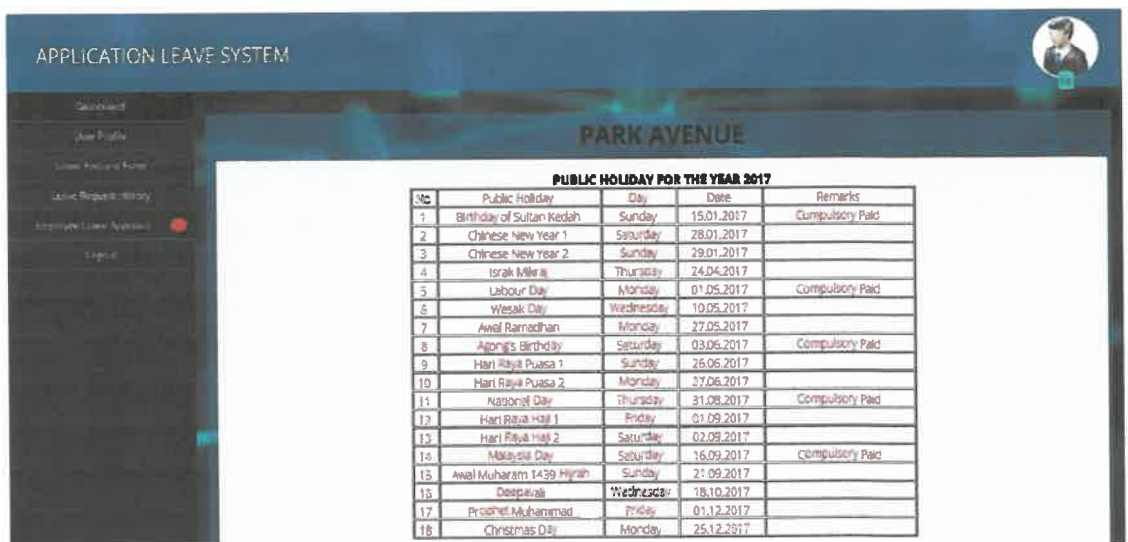 APPLICATION LEAVE SYSTEM
Dashboard
User Profile
Leave Request Form
Leave Request History
Employee Leave Approval
Logout
PARK AVENUE
PUBLIC HOLIDAY FOR THE YEAR 2017
No Public Holiday Day Date Remarks
1 Birthday of Sultan Kedah Sunday 15.01.2017 Cumpulsory Paid
2 Chinese New Year 1 Saturday 28.01.2017
3 Chinese New Year 2 Sunday 29.01.2017
4 Israk Mikraj Thursday 24.04.2017
5 Labour Day Monday 01.05.2017 Compulsory Paid
6 Wesak Day Wednesday 10.05.2017
7 Awal Ramadhan Monday 27.05.2017
8 Agong's Birthday Saturday 03.06.2017 Compulsory Paid
9 Hari Raya Puasa 1 Sunday 26.06.2017
10 Hari Raya Puasa 2 Monday 27.06.2017
11 National Day Thursday 31.08.2017 Compulsory Paid
12 Hari Raya Haji 1 Friday 01.09.2017
13 Hari Raya Haji 2 Saturday 02.09.2017
14 Malaysia Day Saturday 16.09.2017 Compulsory Paid
15 Awal Muharam 1439 Hijrah Sunday 21.09.2017
16 Deepavali Wednesday 18.10.2017
17 Prophet Muhammad Friday 01.12.2017
18 Christmas Day Monday 25.12.2017